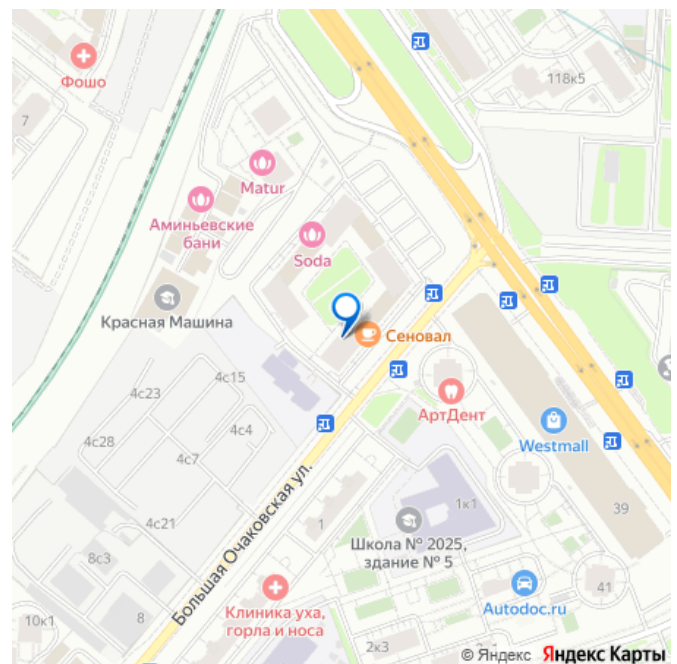 Фошо
7
118к5
Matur
Аминьевские
бани
Soda
Красная Машина
Сеновал
4с23
4с15
4с28
4с4
4с7
4с21
АртДент
Westmall
39
1к1
Школа № 2025,
здание № 5
1
Большая Очаковская ул.
8с3
8
10к1
Клиника уха,
горла и носа
Autodoc.ru
41
2к3
© Яндекс Яндекс Карты